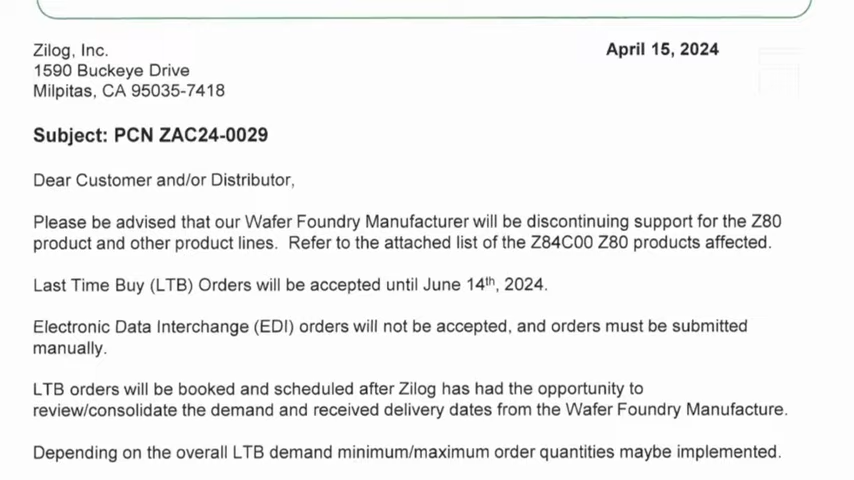 Zilog, Inc.
April 15, 2024
1590 Buckeye Drive
Milpitas, CA 95035-7418
Subject: PCN ZAC24-0029
Dear Customer and/or Distributor,
Please be advised that our Wafer Foundry Manufacturer will be discontinuing support for the Z80
product and other product lines. Refer to the attached list of the Z84C00 Z80 products affected.
Last Time Buy (LTB) Orders will be accepted until June 14th, 2024.
Electronic Data Interchange (EDI) orders will not be accepted, and orders must be submitted
manually.
LTB orders will be booked and scheduled after Zilog has had the opportunity to
review/consolidate the demand and received delivery dates from the Wafer Foundry Manufacture.
Depending on the overall LTB demand minimum/maximum order quantities maybe implemented.